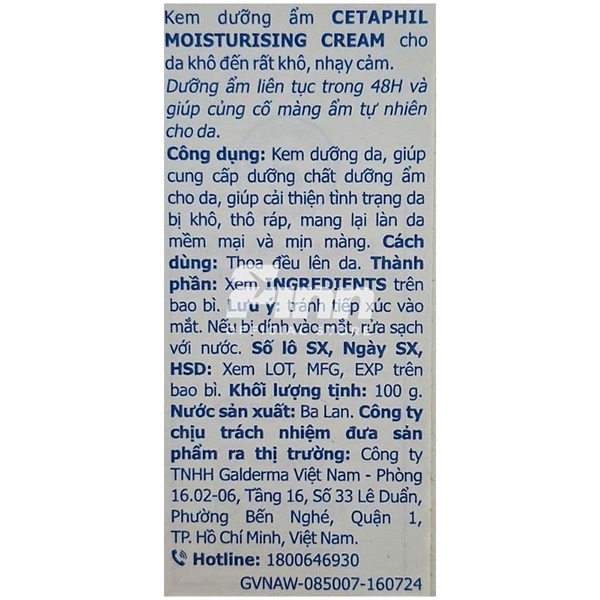 Kem dưỡng ẩm CETAPHIL
MOISTURISING CREAM cho
da khô đến rất khô, nhạy cảm.
Dưỡng ẩm liên tục trong 48H và
giúp củng cố màng ẩm tự nhiên
cho da.
Công dụng: Kem dưỡng da, giúp
cung cấp dưỡng chất dưỡng ẩm
cho da, giúp cải thiện tình trạng da
bị khô, thô ráp, mang lại làn da
mềm mại và mịn màng. Cách
dùng: Thoa đều lên da. Thành
phần: Xem INGREDIENTS trên
bao bì. Lưu ý: tránh tiếp xúc vào
mắt. Nếu bị dính vào mắt, rửa sạch
với nước. Số lô SX, Ngày SX,
HSD: Xem LOT, MFG, EXP trên
bao bì. Khối lượng tịnh: 100 g.
Nước sản xuất: Ba Lan. Công ty
chịu trách nhiệm đưa sản
phẩm ra thị trường: Công ty
TNHH Galderma Việt Nam - Phòng
16.02-06, Tầng 16, Số 33 Lê Duẩn,
Phường Bến Nghé, Quận 1,
TP. Hồ Chí Minh, Việt Nam.
Hotline: 1800646930
GVNAW-085007-160724